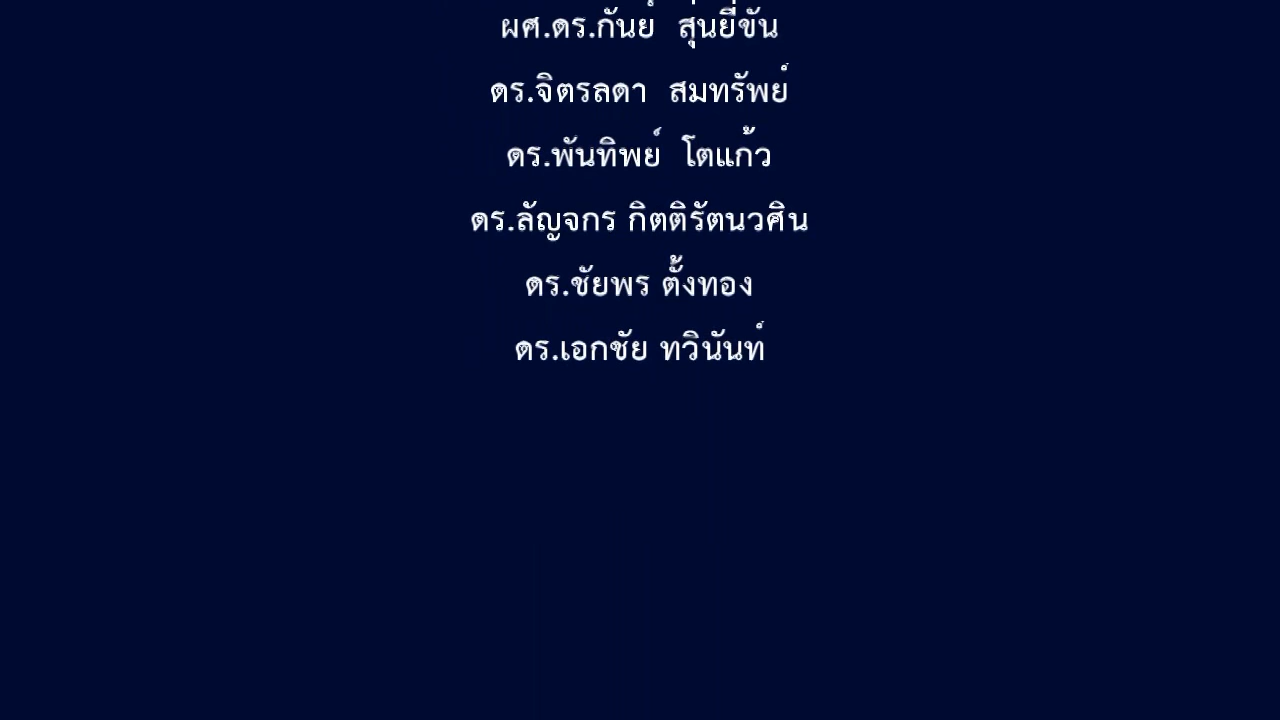 ผศ.ดร.กันย์ สุ่นยี่ขัน
ดร.จิตรลดา สมทรัพย์
ดร.พันทิพย์ โตแก้ว
ดร.ลัญจกร กิตติรัตนวศิน
ดร.ชัยพร ตั้งทอง
ดร.เอกชัย ทวินันท์